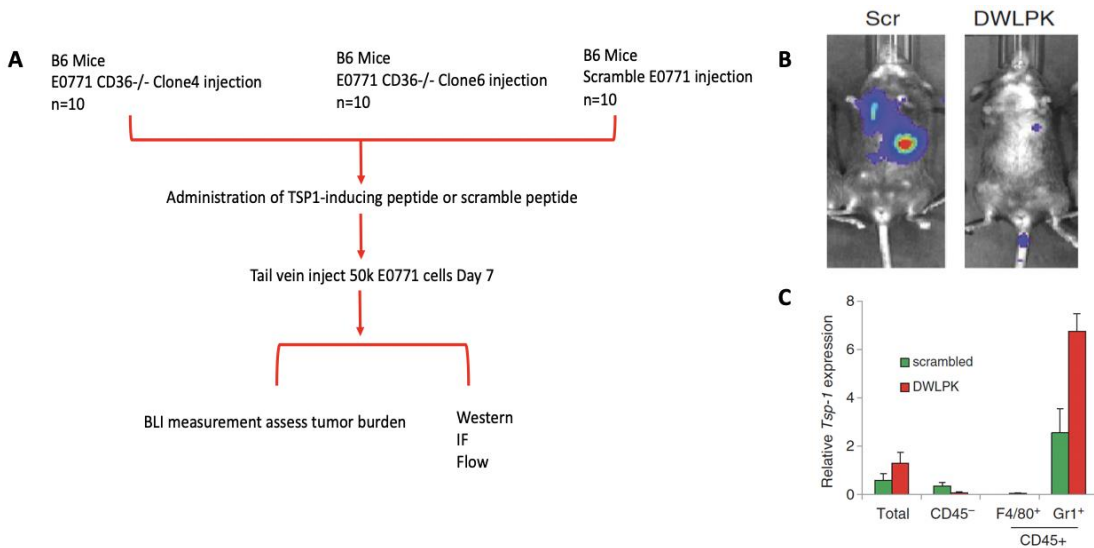 A
B6 Mice
E0771 CD36-/- Clone4 injection
n=10
B6 Mice
E0771 CD36-/- Clone6 injection
n=10
B6 Mice
Scramble E0771 injection
n=10
Administration of TSP1-inducing peptide or scramble peptide
Tail vein inject 50k E0771 cells Day 7
BLI measurement assess tumor burden
Western
IF
Flow
B
Scr
DWLPK
C
Relative Tsp-1 expression
8
6
4
2
0
scrambled
DWLPK
Total
CD45⁻
F4/80⁺
Gr1⁺
CD45+